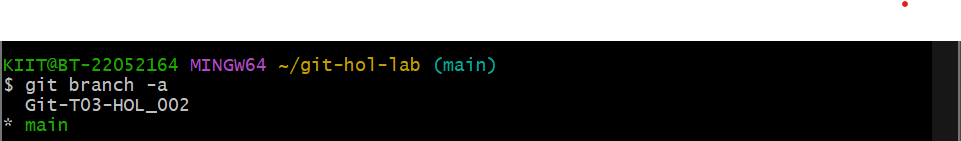 KIIT@BT-22052164 MINGW64 ~/git-hol-lab (main)
$ git branch -a
  Git-T03-HOL_002
* main